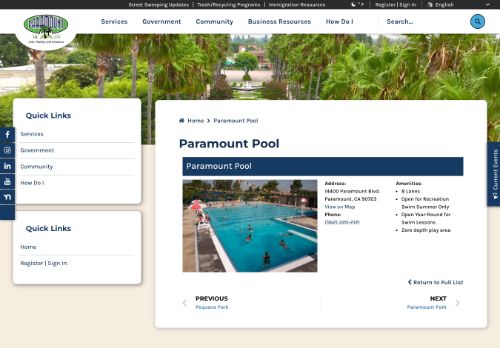 Street Sweeping Updates | Trash/Recycling Programs | Immigration Resources
°F | Register | Sign In | English
PARAMOUNT
Services Government Community Business Resources How Do I
Search...
Quick Links
Services
Government
Community
How Do I
Quick Links
Home
Register | Sign In
Home > Paramount Pool
Paramount Pool
Paramount Pool
Address:
14400 Paramount Blvd.
Paramount, CA 90723
View on Map
Phone:
Amenities:
8 Lanes
Open for Recreation
Swim Summer Only
Open Year-Round for
Swim Lessons
Zero depth play area
Return to Full List
PREVIOUS
Pequeno Park
NEXT
Paramount Park
Current Events